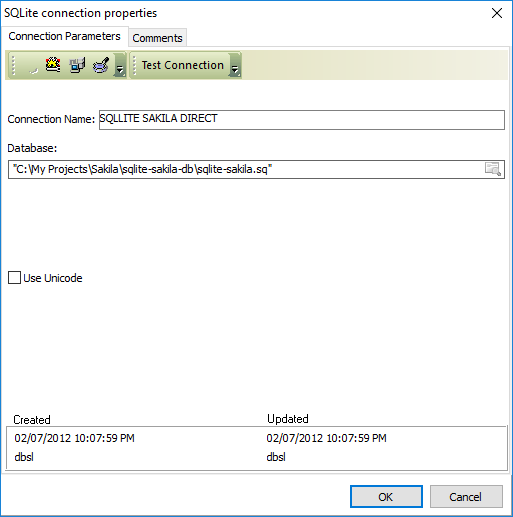 SQLite connection properties
Connection Parameters Comments
Test Connection
Connection Name: SQLLITE SAKILA DIRECT
Database:
"C:\My Projects\Sakila\sqlite-sakila-db\sqlite-sakila.sq"
Use Unicode
Created Updated
02/07/2012 10:07:59 PM 02/07/2012 10:07:59 PM
dbsl dbsl
OK Cancel